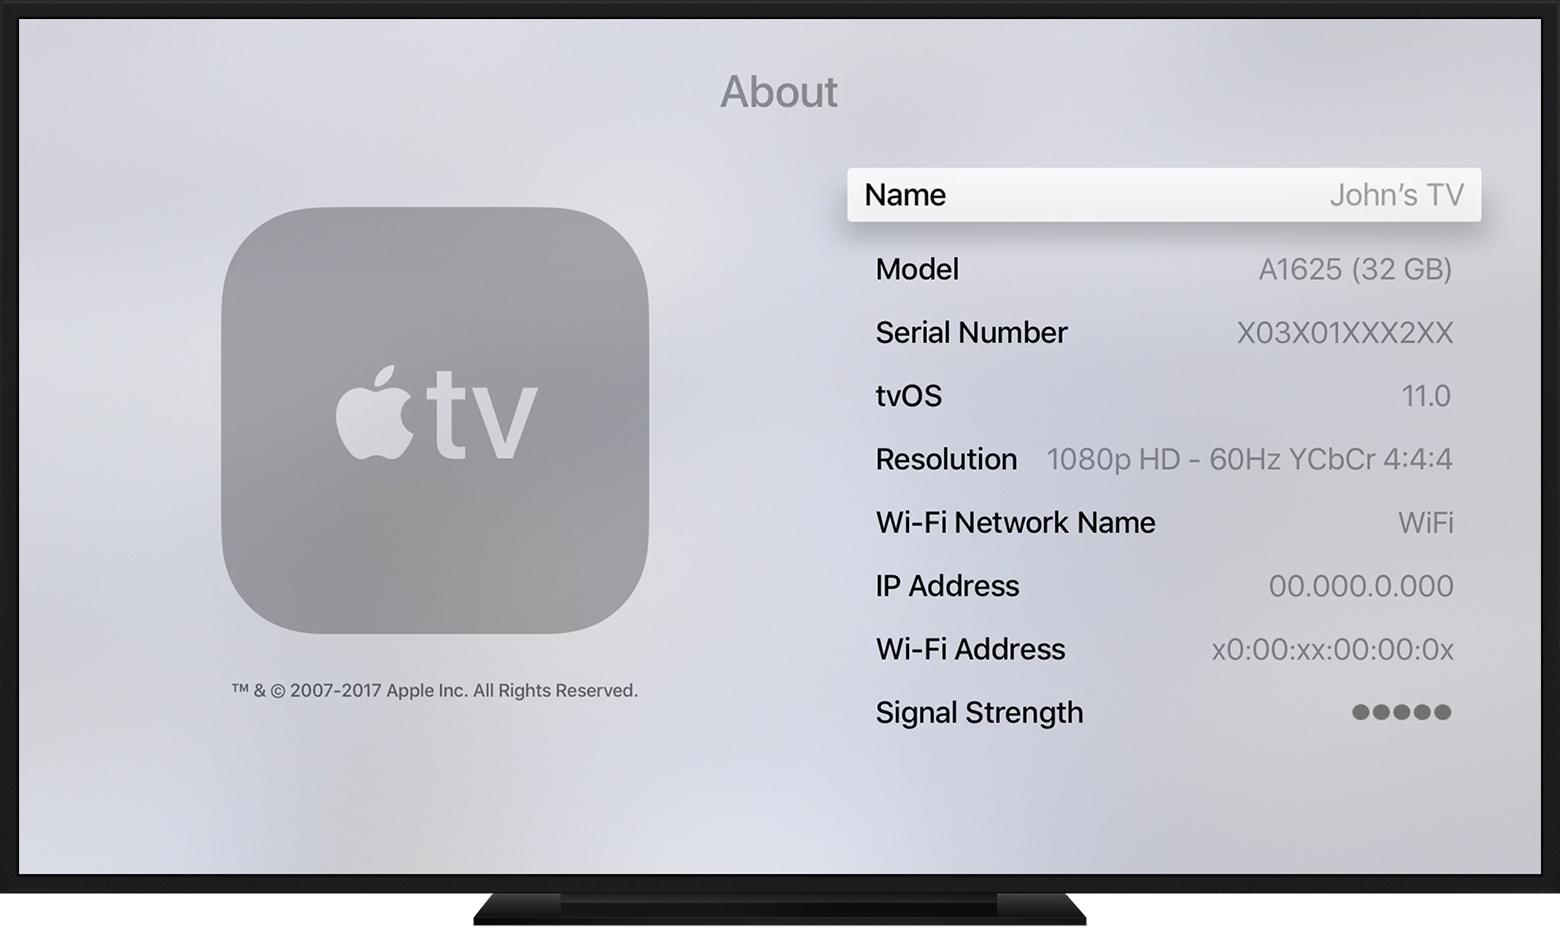 About
tv
™ & © 2007-2017 Apple Inc. All Rights Reserved.
Name John’s TV
Model A1625 (32 GB)
Serial Number X03X01XXX2XX
tvOS 11.0
Resolution 1080p HD - 60Hz YCbCr 4:4:4
Wi-Fi Network Name WiFi
IP Address 00.000.0.000
Wi-Fi Address x0:00:xx:00:00:0x
Signal Strength ●●●●●